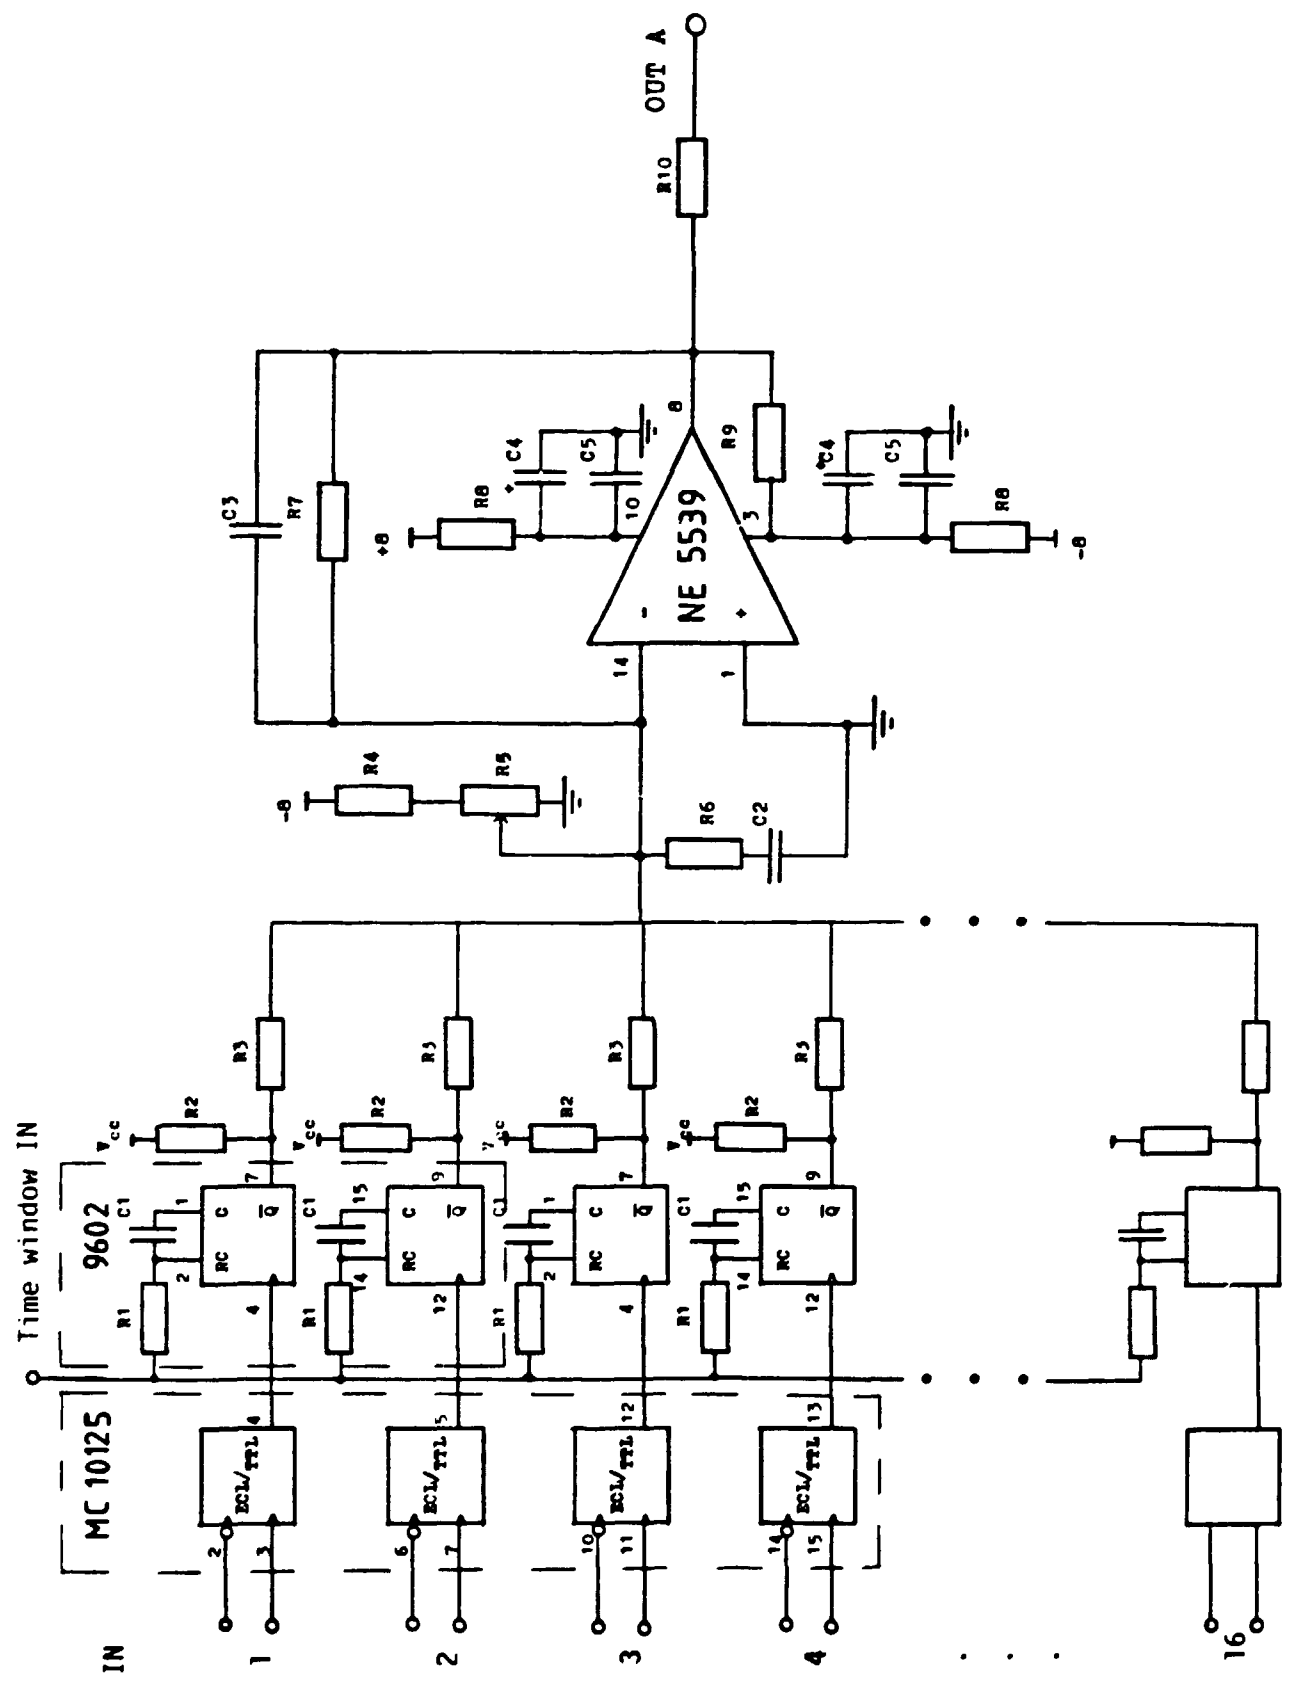 Time window IN
IN
MC 10125
9602
1
2
3
ECL/TTL
4
4
R1
2
C1
1
RC
C
Q̅
7
Vcc
R2
R3
2
6
7
ECL/TTL
5
12
R1
14
C1
15
RC
C
Q̅
9
Vcc
R2
R3
3
10
11
ECL/TTL
12
4
R1
2
C1
1
RC
C
Q̅
7
Vcc
R2
R3
4
14
15
ECL/TTL
13
12
R1
14
C1
15
RC
C
Q̅
9
Vcc
R2
R3
16
-8
R4
R5
R6
C2
C3
R7
14
1
-
+
NE 5539
+8
R8
+
C4
C5
10
8
3
R9
+
C4
C5
R8
-8
R10
OUT A